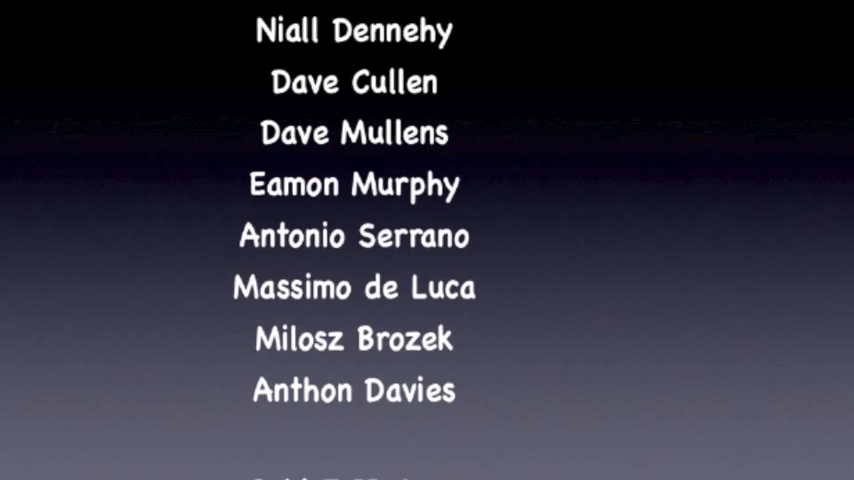 Niall Dennehy
Dave Cullen
Dave Mullens
Eamon Murphy
Antonio Serrano
Massimo de Luca
Milosz Brozek
Anthon Davies